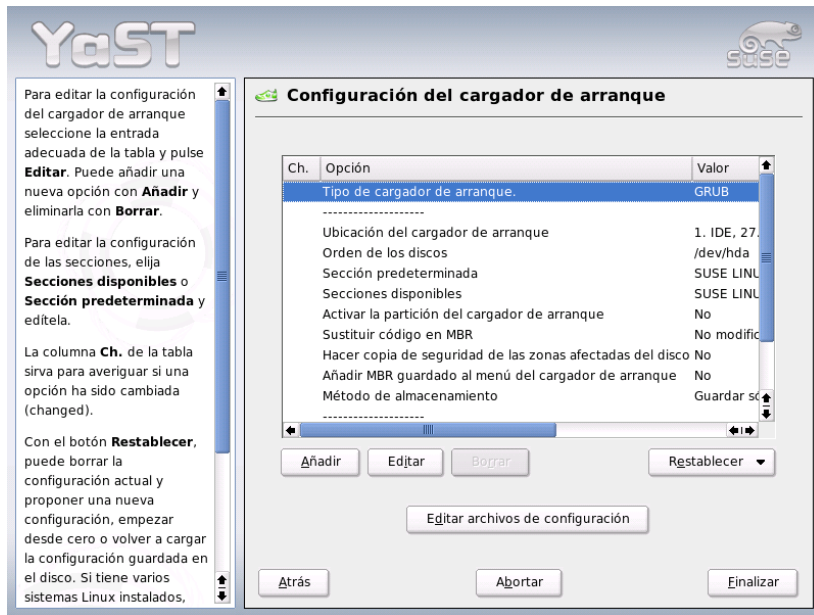 YaST
suse
Para editar la configuración
del cargador de arranque
seleccione la entrada
adecuada de la tabla y pulse
Editar. Puede añadir una
nueva opción con Añadir y
eliminarla con Borrar.
Para editar la configuración
de las secciones, elija
Secciones disponibles o
Sección predeterminada y
edítela.
La columna Ch. de la tabla
sirva para averiguar si una
opción ha sido cambiada
(changed).
Con el botón Restablecer,
puede borrar la
configuración actual y
proponer una nueva
configuración, empezar
desde cero o volver a cargar
la configuración guardada en
el disco. Si tiene varios
sistemas Linux instalados,
Configuración del cargador de arranque
Ch. Opción Valor
Tipo de cargador de arranque. GRUB
--------------------
Ubicación del cargador de arranque 1. IDE, 27.
Orden de los discos /dev/hda
Sección predeterminada SUSE LINU
Secciones disponibles SUSE LINU
Activar la partición del cargador de arranque No
Sustituir código en MBR No modific
Hacer copia de seguridad de las zonas afectadas del disco No
Añadir MBR guardado al menú del cargador de arranque No
Método de almacenamiento Guardar só
--------------------
Añadir Editar Borrar Restablecer
Editar archivos de configuración
Atrás Abortar Finalizar